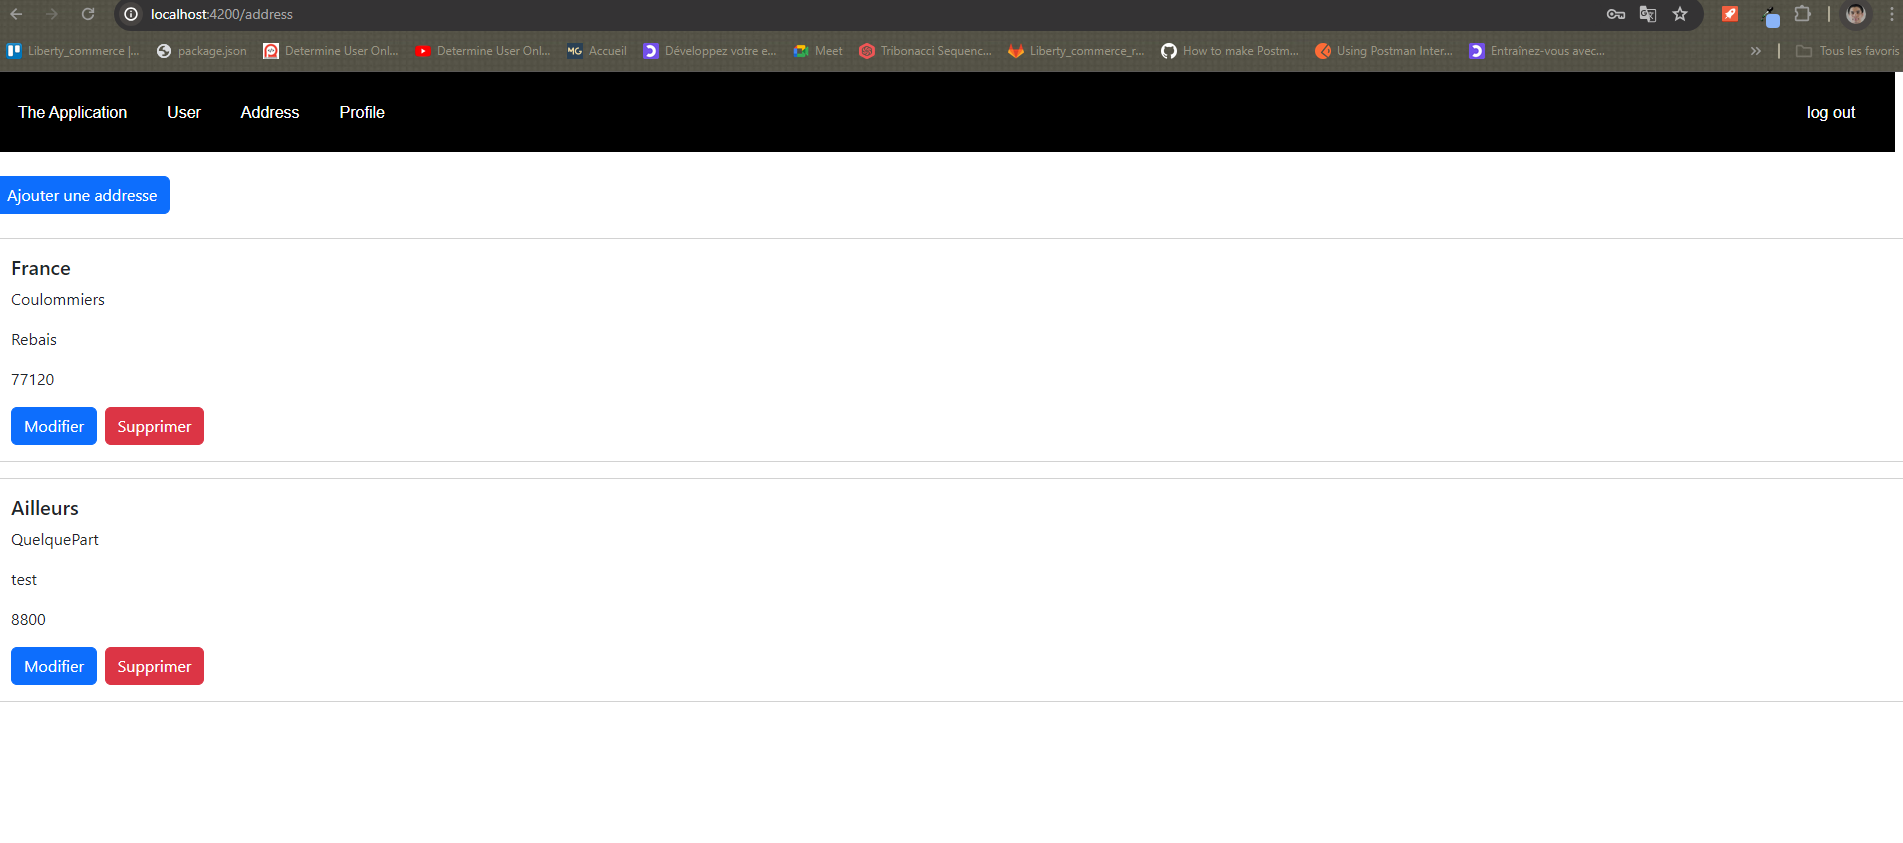 localhost:4200/address
Liberty_commerce |... package.json Determine User Onl... Determine User Onl... MG Accueil Développez votre e... Meet Tribonacci Sequenc... Liberty_commerce_r... How to make Postm... Using Postman Inter... Entraînez-vous avec... » Tous les favoris
The Application User Address Profile log out
Ajouter une addresse
France
Coulommiers
Rebais
77120
Modifier Supprimer
Ailleurs
QuelquePart
test
8800
Modifier Supprimer